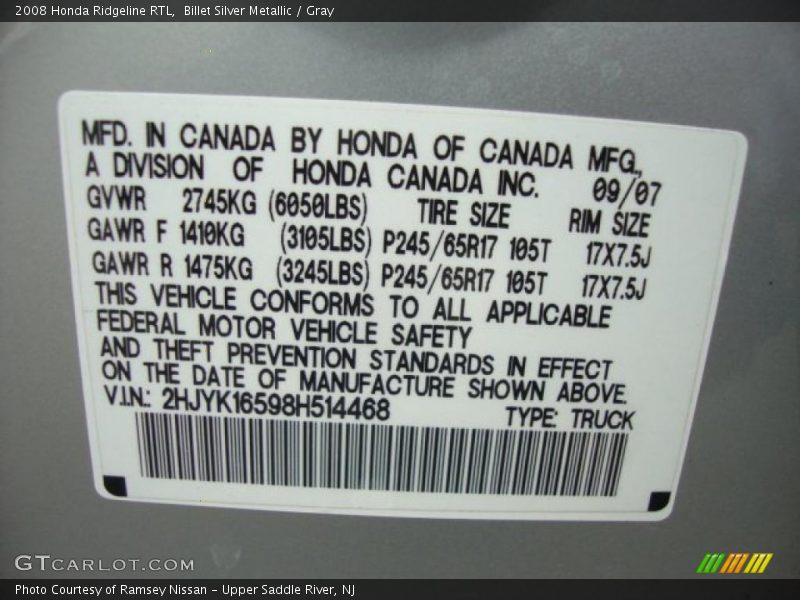 2008 Honda Ridgeline RTL,  Billet Silver Metallic / Gray
MFD. IN CANADA BY HONDA OF CANADA MFG.,
A DIVISION OF HONDA CANADA INC. 09/07
GVWR 2745KG (6050LBS) TIRE SIZE RIM SIZE
GAWR F 1410KG (3105LBS) P245/65R17 105T 17X7.5J
GAWR R 1475KG (3245LBS) P245/65R17 105T 17X7.5J
THIS VEHICLE CONFORMS TO ALL APPLICABLE
FEDERAL MOTOR VEHICLE SAFETY
AND THEFT PREVENTION STANDARDS IN EFFECT
ON THE DATE OF MANUFACTURE SHOWN ABOVE.
V.I.N.: 2HJYK16598H514468 TYPE: TRUCK
GTCARLOT.COM
Photo Courtesy of Ramsey Nissan - Upper Saddle River, NJ